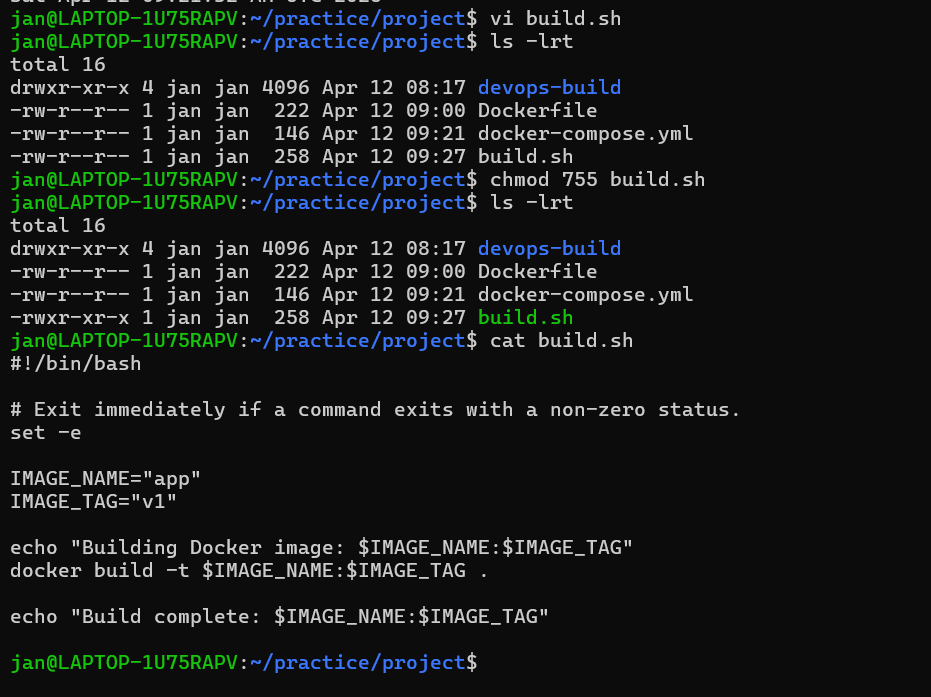 jan@LAPTOP-1U75RAPV:~/practice/project$ vi build.sh
jan@LAPTOP-1U75RAPV:~/practice/project$ ls -lrt
total 16
drwxr-xr-x 4 jan jan 4096 Apr 12 08:17 devops-build
-rw-r--r-- 1 jan jan  222 Apr 12 09:00 Dockerfile
-rw-r--r-- 1 jan jan  146 Apr 12 09:21 docker-compose.yml
-rw-r--r-- 1 jan jan  258 Apr 12 09:27 build.sh
jan@LAPTOP-1U75RAPV:~/practice/project$ chmod 755 build.sh
jan@LAPTOP-1U75RAPV:~/practice/project$ ls -lrt
total 16
drwxr-xr-x 4 jan jan 4096 Apr 12 08:17 devops-build
-rw-r--r-- 1 jan jan  222 Apr 12 09:00 Dockerfile
-rw-r--r-- 1 jan jan  146 Apr 12 09:21 docker-compose.yml
-rwxr-xr-x 1 jan jan  258 Apr 12 09:27 build.sh
jan@LAPTOP-1U75RAPV:~/practice/project$ cat build.sh
#!/bin/bash

# Exit immediately if a command exits with a non-zero status.
set -e

IMAGE_NAME="app"
IMAGE_TAG="v1"

echo "Building Docker image: $IMAGE_NAME:$IMAGE_TAG"
docker build -t $IMAGE_NAME:$IMAGE_TAG .

echo "Build complete: $IMAGE_NAME:$IMAGE_TAG"

jan@LAPTOP-1U75RAPV:~/practice/project$